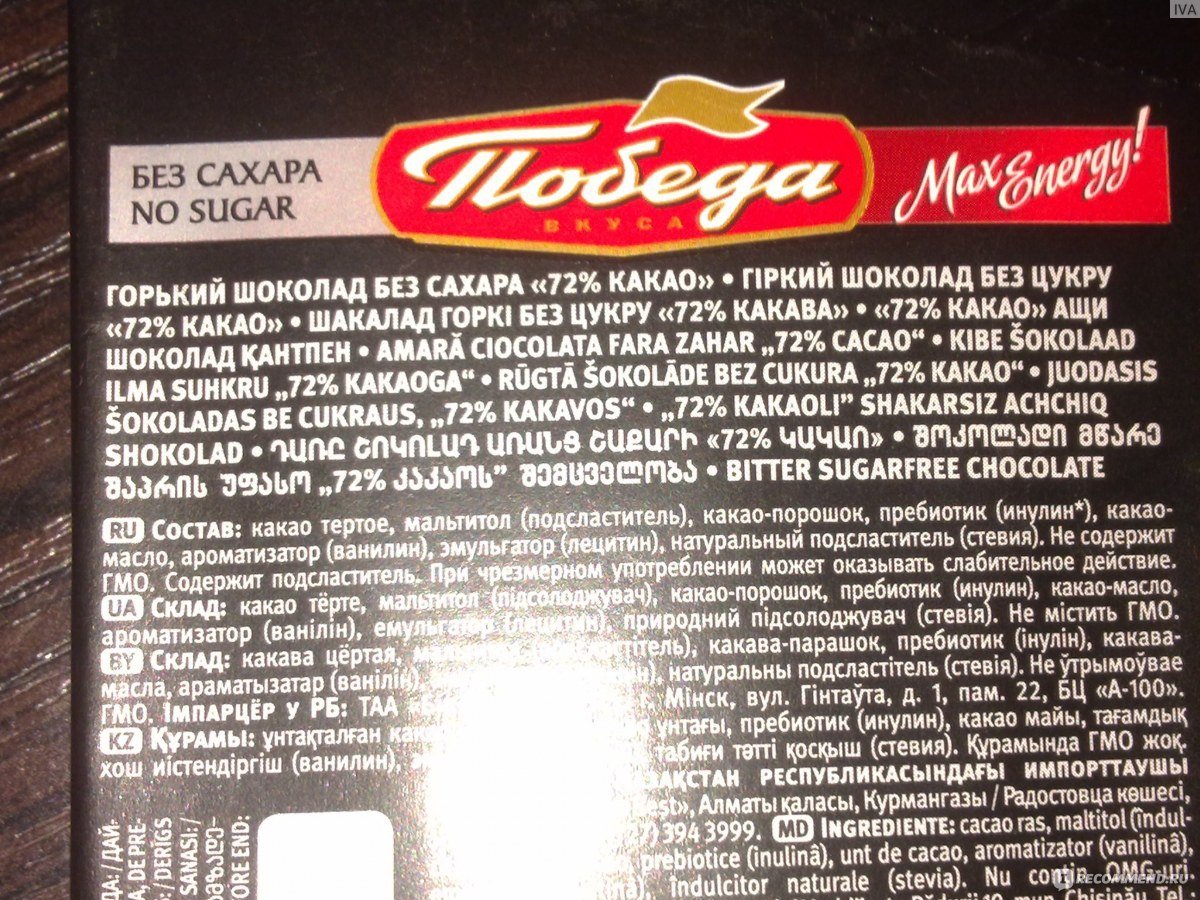 IVA
БЕЗ САХАРА
NO SUGAR
Победа
ВКУСА
Max Energy!
ГОРЬКИЙ ШОКОЛАД БЕЗ САХАРА «72% КАКАО» • ГІРКИЙ ШОКОЛАД БЕЗ ЦУКРУ
«72% КАКАО» • ШАКАЛАД ГОРКІ БЕЗ ЦУКРУ «72% КАКАВА» • «72% КАКАО» АЩИ
ШОКОЛАД ҚАНТПЕН • AMARĂ CIOCOLATA FARA ZAHAR „72% CACAO“ • KIBE ŠOKOLAAD
ILMA SUHKRU „72% KAKAOGA“ • RŪGTĀ ŠOKOLĀDE BEZ CUKURA „72% KAKAO“ • JUODASIS
ŠOKOLADAS BE CUKRAUS, „72% KAKAVOS“ • „72% KAKAOLI” SHAKARSIZ ACHCHIQ
SHOKOLAD • ԴԱՌԸ ՇՈԿՈԼԱԴ ԱՌԱՆՑ ՇԱՔԱՐԻ «72% ԿԱԿԱՈ» • ᲨᲝᲙᲝᲚᲐᲓᲘ ᲛᲬᲐᲠᲔ
ᲨᲐᲥᲠᲘᲡ ᲣᲤᲐᲡᲝ „72% ᲙᲐᲙᲐᲝᲡ” ᲨᲔᲛᲪᲕᲔᲚᲝᲑᲐ • BITTER SUGARFREE CHOCOLATE
RU СОСТАВ: какао тертое, мальтитол (подсластитель), какао-порошок, пребиотик (инулин*), какао-
масло, ароматизатор (ванилин), эмульгатор (лецитин), натуральный подсластитель (стевия). Не содержит
ГМО. Содержит подсластитель. При чрезмерном употреблении может оказывать слабительное действие.
UA СКЛАД: какао тёрте, мальтитол (підсолоджувач), какао-порошок, пребиотик (інулин), какао-масло,
ароматизатор (ванілін), емульгатор (лецитин), природний підсолоджувач (стевія). Не містить ГМО.
BY СКЛАД: какава цёртая, какава-парашок, пребиотик (інулін), какава-
масла, араматызатар (ванілін), натуральны подсластітель (стевія). Не ўтрымоўвае
ГМО. ІМПАРЦЁР У РБ: ТАА Мінск, вул. Гінтаўта, д. 1, пам. 22, БЦ «А-100».
KZ ҚҰРАМЫ: ұнтақталған пребиотик (инулин), какао майы, тағамдық
хош иістендіргіш (ванилин), табиғи тәтті қосқыш (стевия). Құрамында ГМО жоқ.
РЕСПУБЛИКАСЫНДАҒЫ ИМПОРТТАУШЫ
Алматы қаласы, Курмангазы / Радостовца көшесі,
394 3999. MD INGREDIENTE: cacao ras, maltitol (îndul-
prebiotice (inulină), unt de cacao, aromatizator (vanilină),
îndulcitor naturale (stevia). Nu conțin OMG-uri.
mun. Chișinău Tel.:
IRECOMMEND.RU